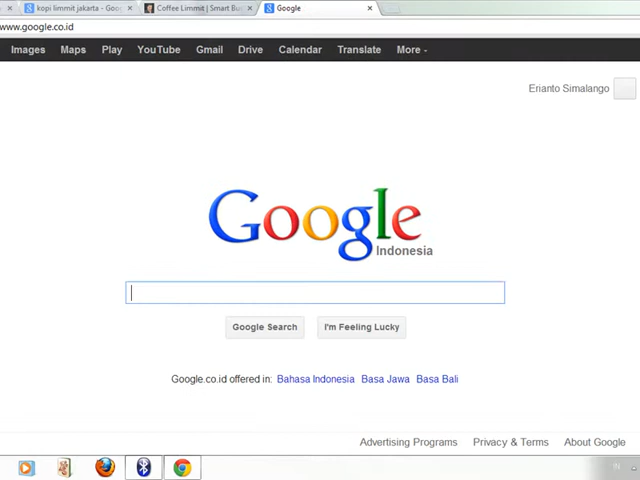 kopi limmit jakarta - Goo
Coffee Limmit | Smart Bu
Google
www.google.co.id
Images Maps Play YouTube Gmail Drive Calendar Translate More
Erianto Simalango
Google
Indonesia
Google Search I'm Feeling Lucky
Google.co.id offered in: Bahasa Indonesia Basa Jawa Basa Bali
Advertising Programs Privacy & Terms About Google
IN